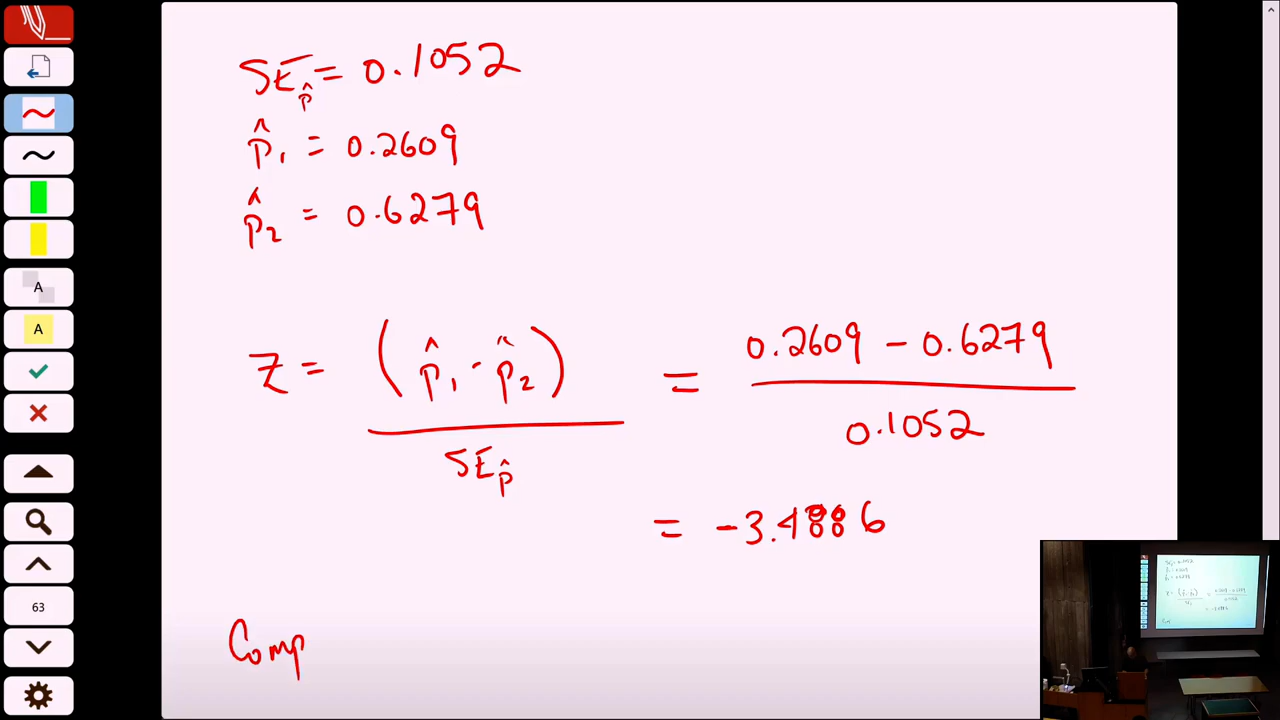 SE_p̂ = 0.1052
p̂₁ = 0.2609
p̂₂ = 0.6279
Z = (p̂₁ - p̂₂) / SE_p̂ = 0.2609 - 0.6279 / 0.1052
= -3.4886
Comp
A
A
63